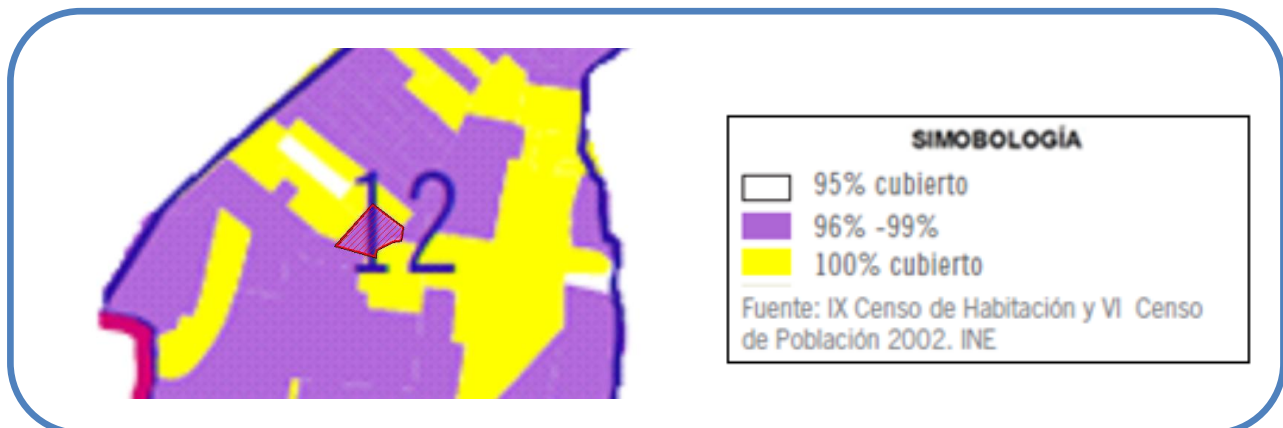 12
SIMOBOLOGÍA
95% cubierto
96% -99%
100% cubierto
Fuente: IX Censo de Habitación y VI Censo
de Población 2002. INE